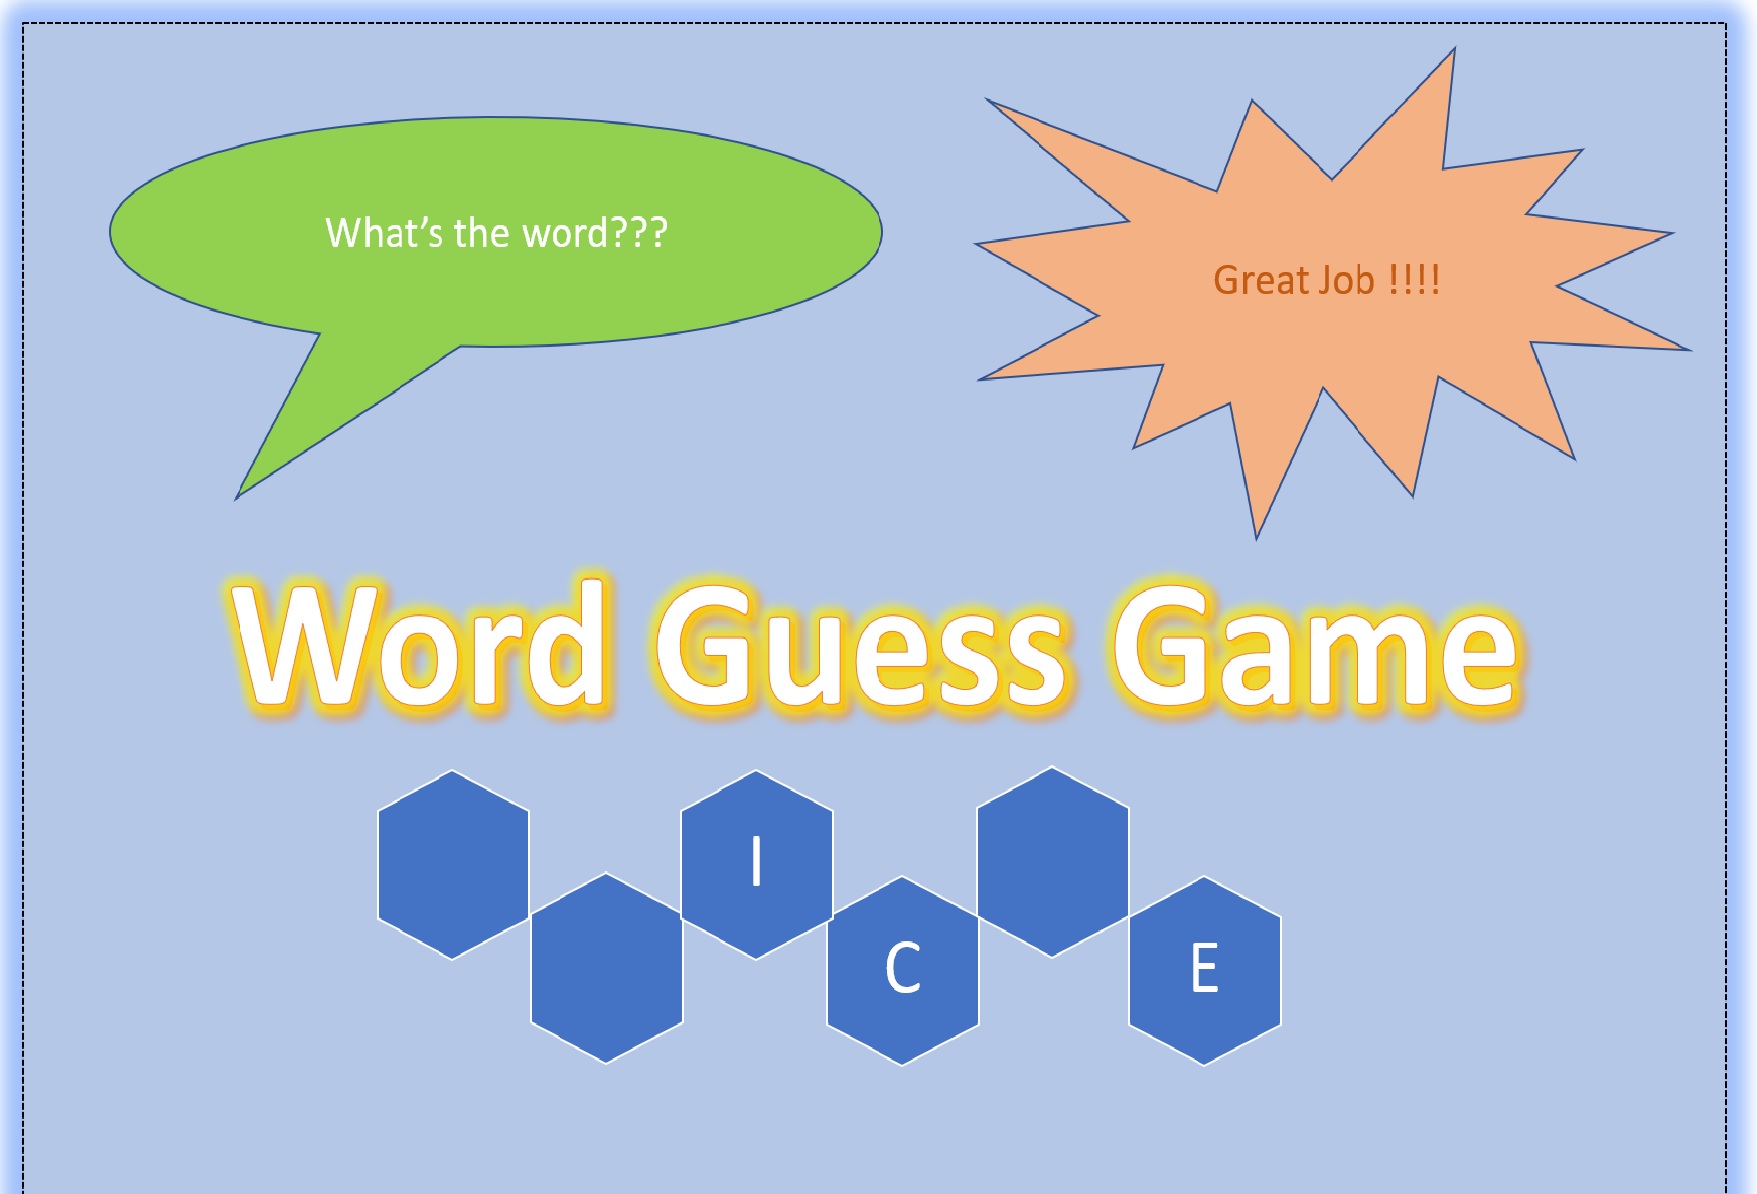 What’s the word???
Great Job !!!!
Word Guess Game
I
C
E